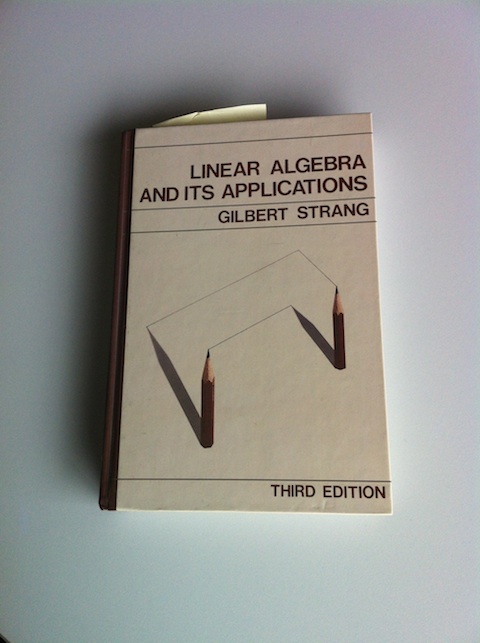 LINEAR ALGEBRA
AND ITS APPLICATIONS
GILBERT STRANG
THIRD EDITION